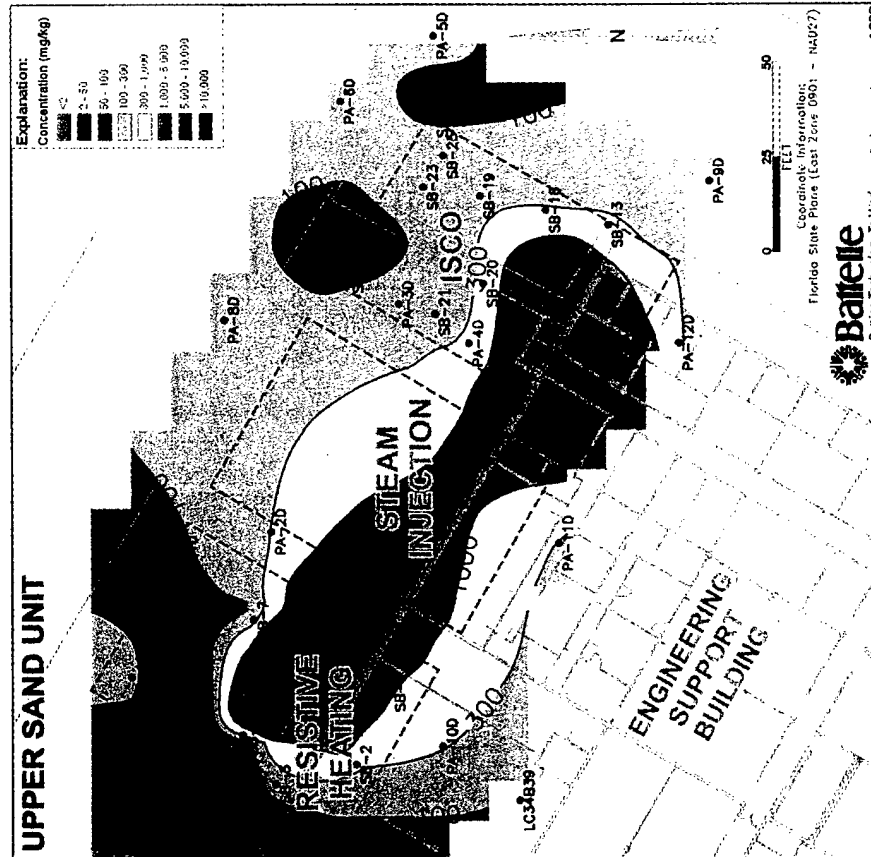 UPPER SAND UNIT
Explanation:
Concentration (mg/kg)
<2
2 - 50
50 - 100
100 - 300
300 - 1,000
1,000 - 5,000
5,000 - 10,000
>10,000
PA-5D
PA-6D
100
SB-23
SB-19
PA-8D
PA-3D
SB-21
ISCO
300
SB-20
PA-4D
SB-13
PA-9D
PA-12D
PA-2D
STEAM
INJECTION
1000
PA-11D
RESISTIVE
HEATING
SB-2
PA-10D
300
LC34B39
ENGINEERING
SUPPORT
BUILDING
N
0 25 50
FEET
Coordinate Information:
Florida State Plane (East Zone 0901 - NAD27)
Battelle